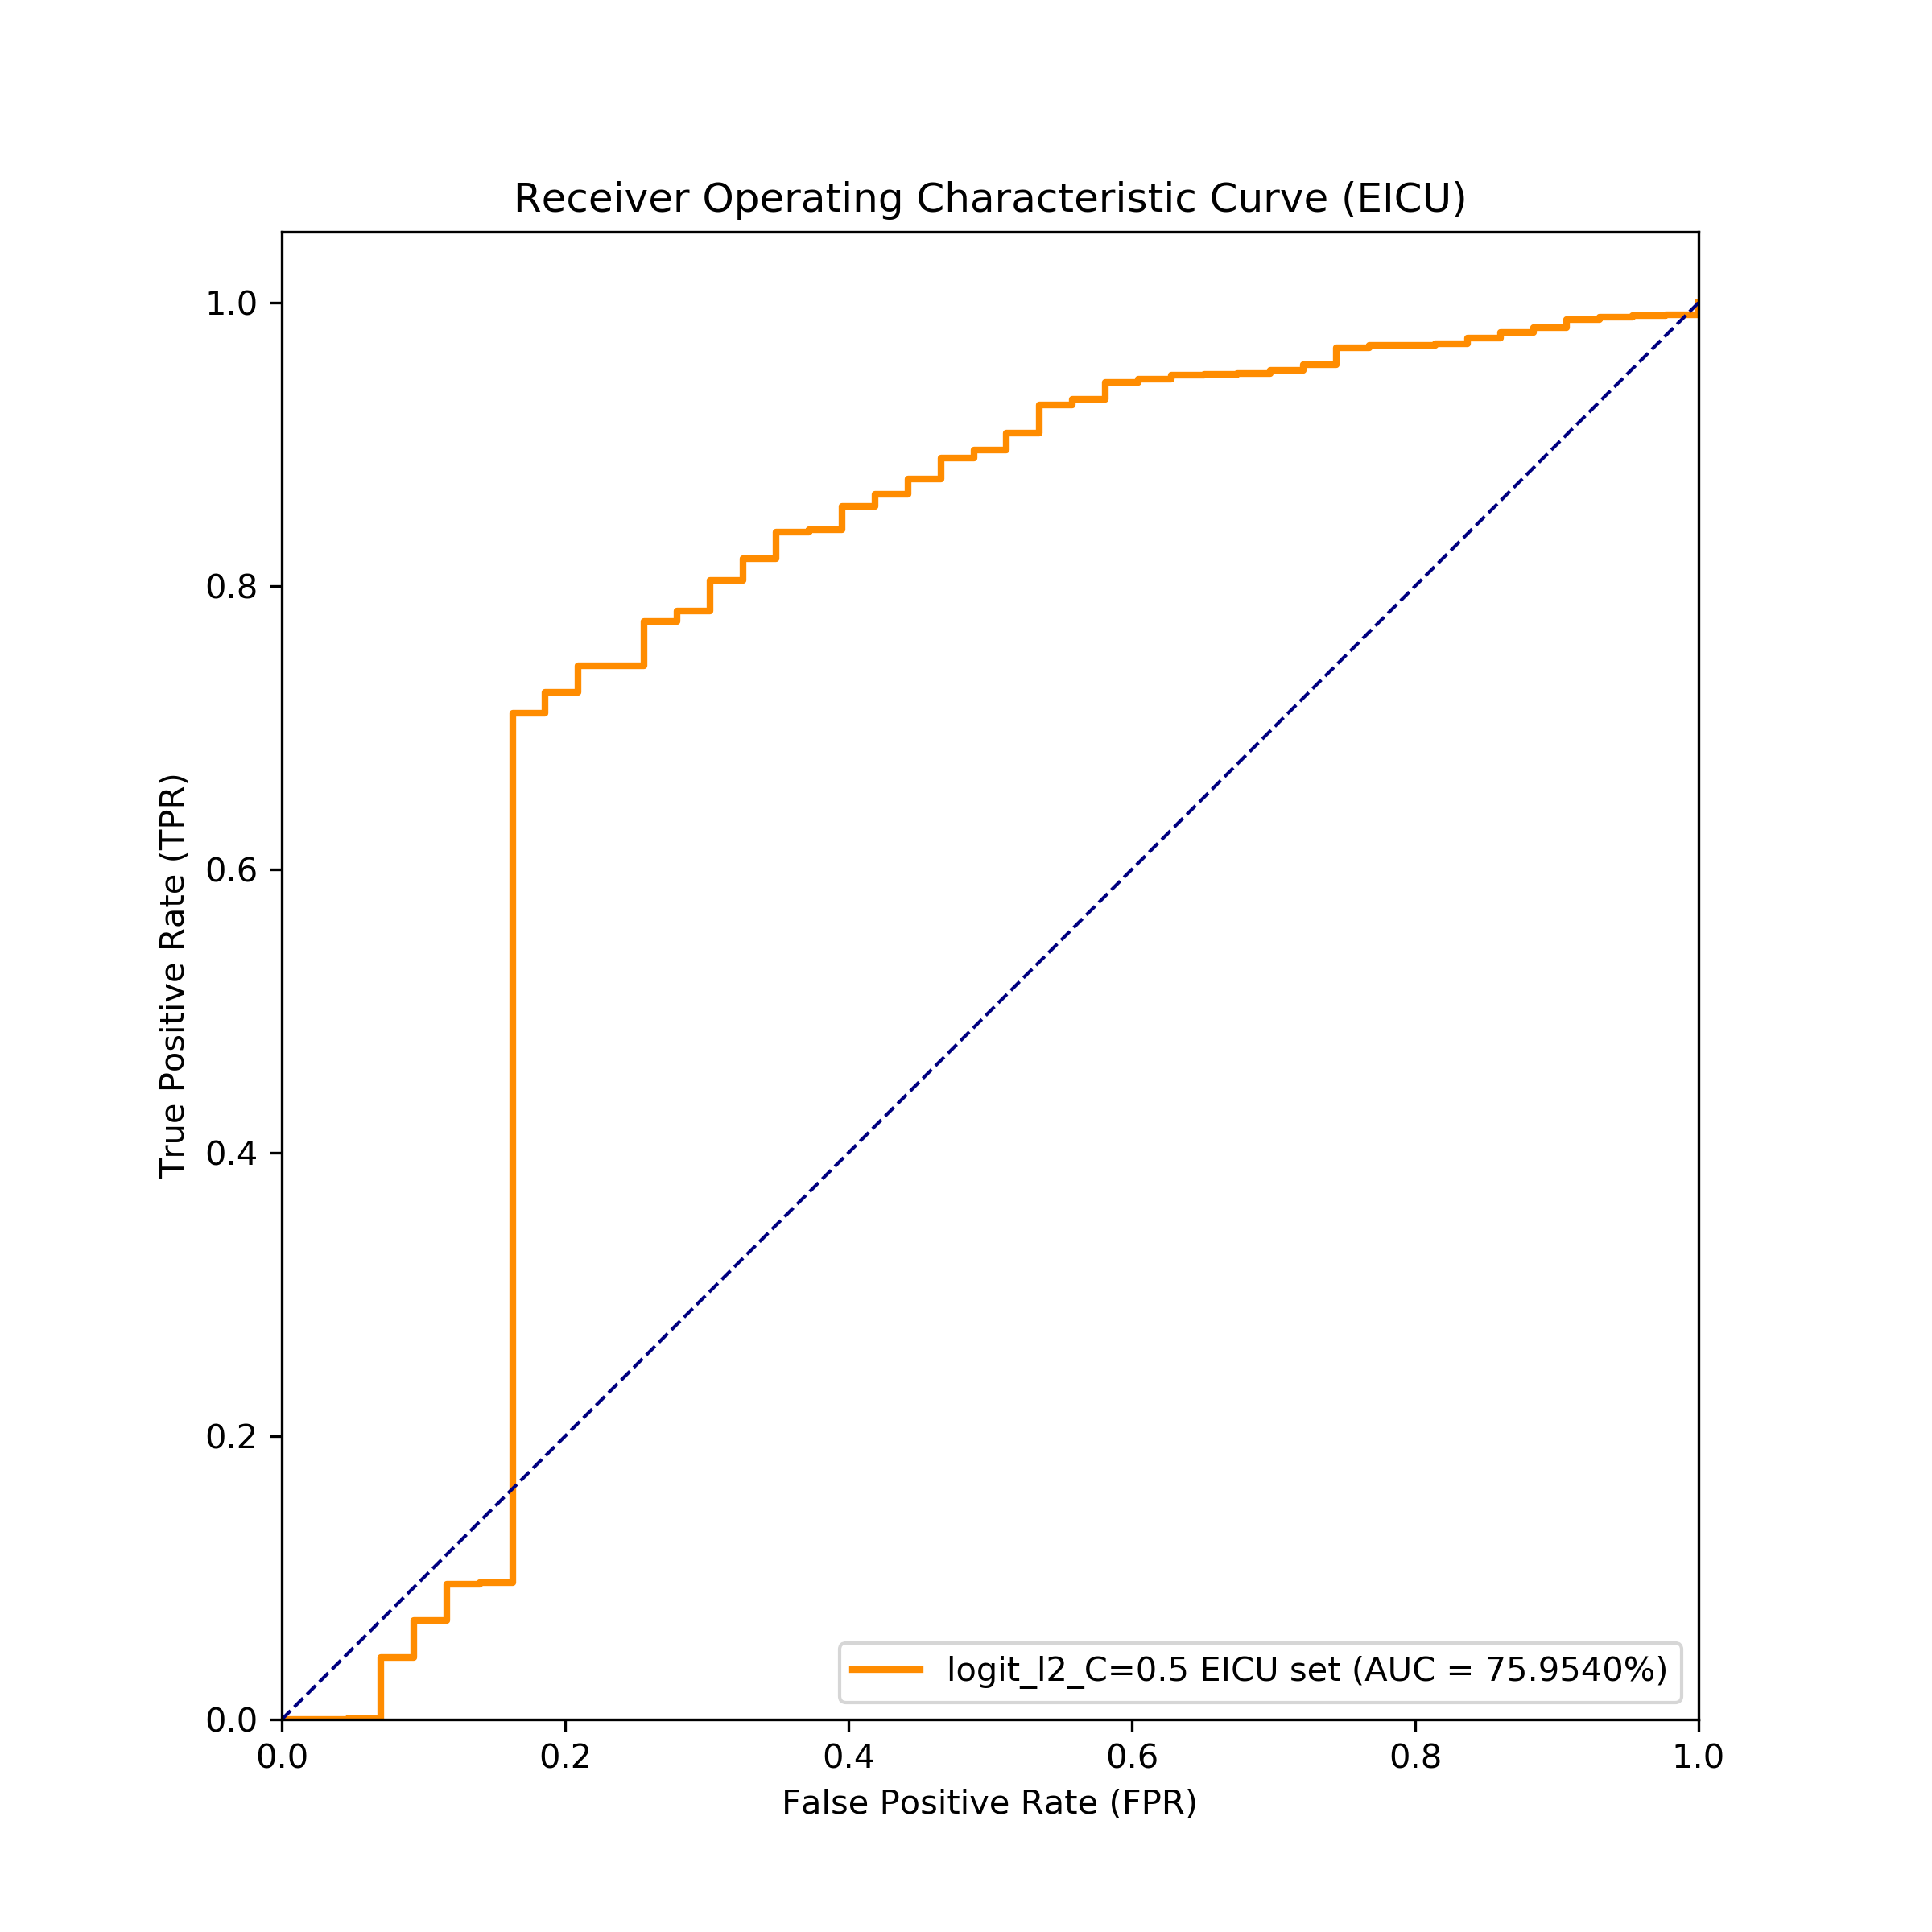 Receiver Operating Characteristic Curve (EICU)
True Positive Rate (TPR)
1.0
0.8
0.6
0.4
0.2
0.0
0.0 0.2 0.4 0.6 0.8 1.0
False Positive Rate (FPR)
logit_l2_C=0.5 EICU set (AUC = 75.9540%)